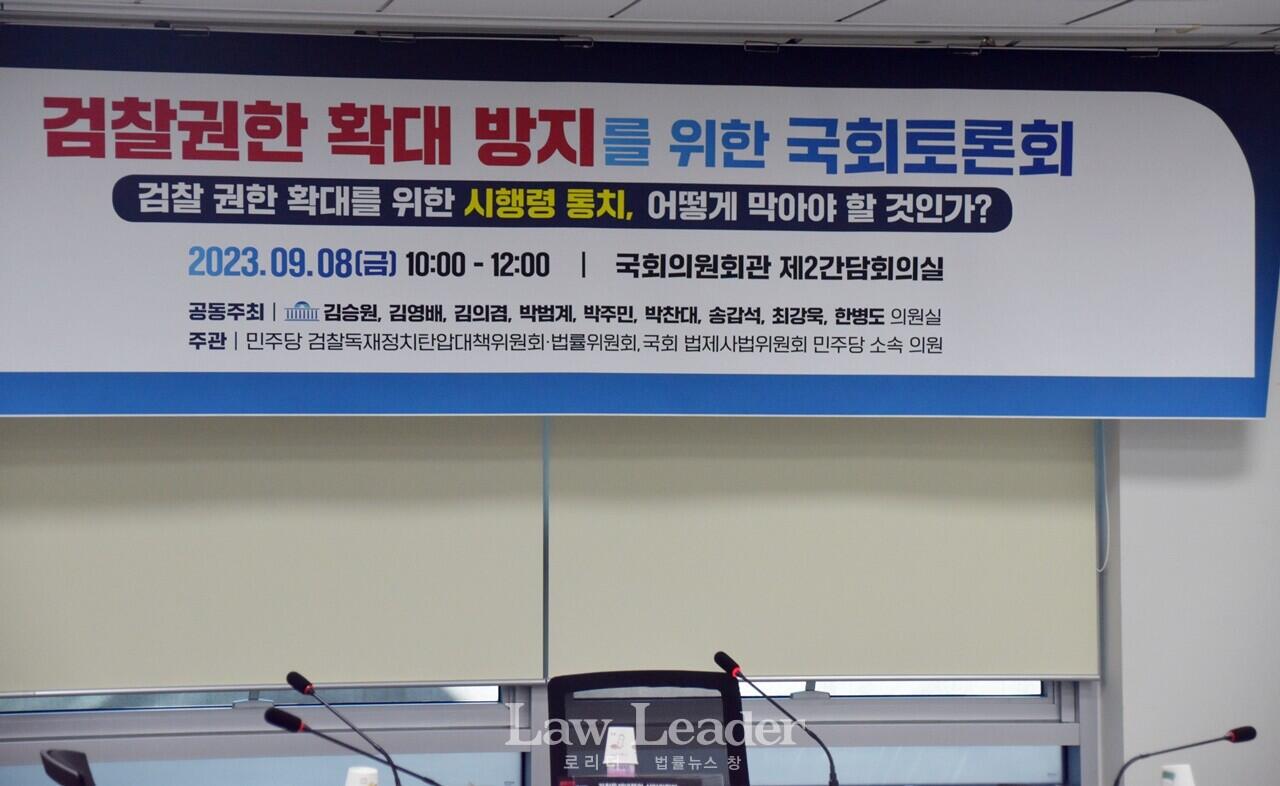 검찰권한 확대 방지를 위한 국회토론회
검찰 권한 확대를 위한 시행령 통치, 어떻게 막아야 할 것인가?
2023.09.08(금) 10:00 - 12:00 | 국회의원회관 제2간담회의실
공동주최 | 김승원, 김영배, 김의겸, 박범계, 박주민, 박찬대, 송갑석, 최강욱, 한병도 의원실
주관 | 민주당 검찰독재정치탄압대책위원회·법률위원회, 국회 법제사법위원회 민주당 소속 의원
Law Leader
로리더 법률뉴스 창